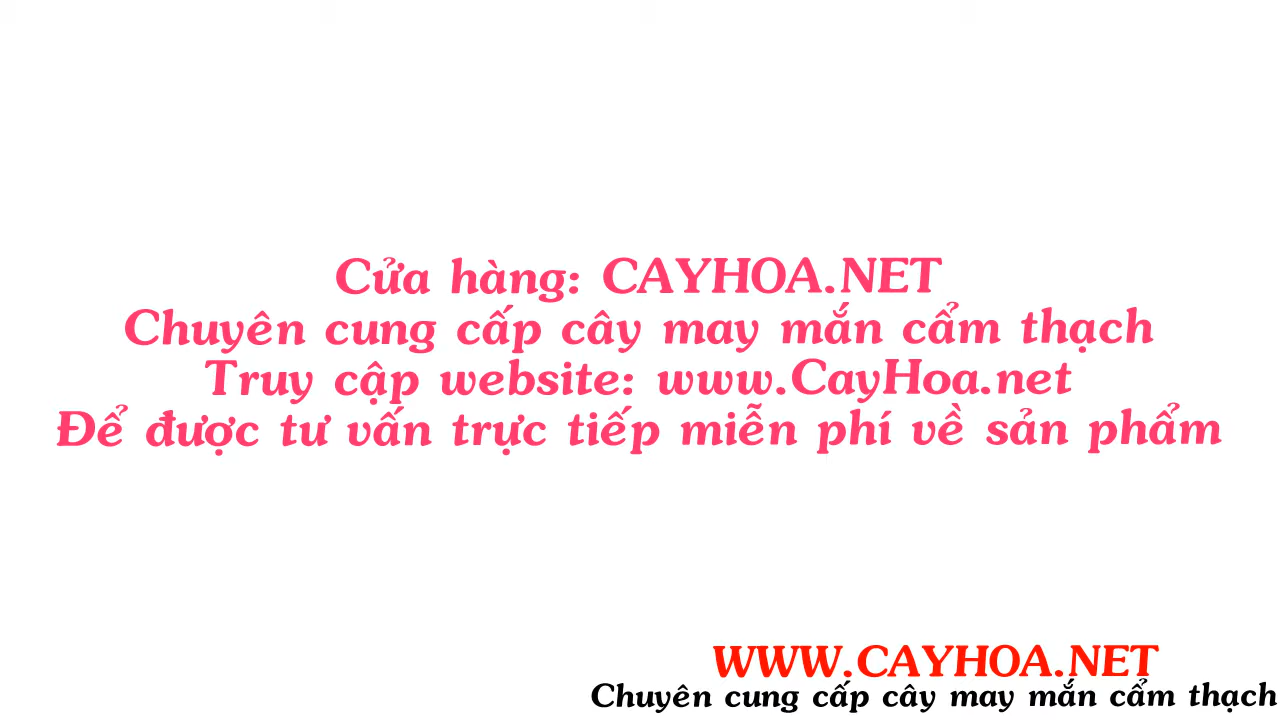 Cửa hàng: CAYHOA.NET
Chuyên cung cấp cây may mắn cẩm thạch
Truy cập website: www.CayHoa.net
Để được tư vấn trực tiếp miễn phí về sản phẩm
WWW.CAYHOA.NET
Chuyên cung cấp cây may mắn cẩm thạch